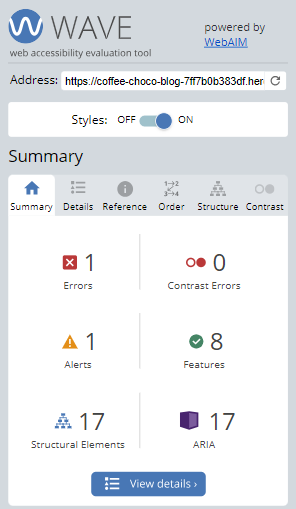 WAVE
web accessibility evaluation tool
powered by
WebAIM
Address: https://coffee-choco-blog-7ff7b0b383df.her
Styles: OFF ON
Summary
Summary Details Reference Order Structure Contrast
1 0
Errors Contrast Errors
1 8
Alerts Features
17 17
Structural Elements ARIA
View details ›